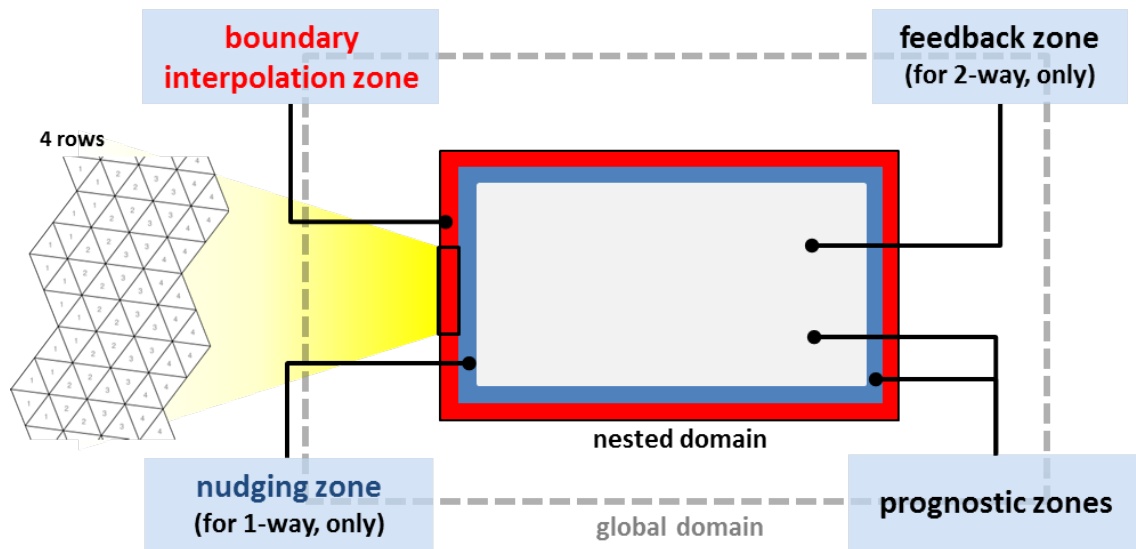 boundary
interpolation zone
feedback zone
(for 2-way, only)
4 rows
nested domain
nudging zone
(for 1-way, only)
prognostic zones
global domain